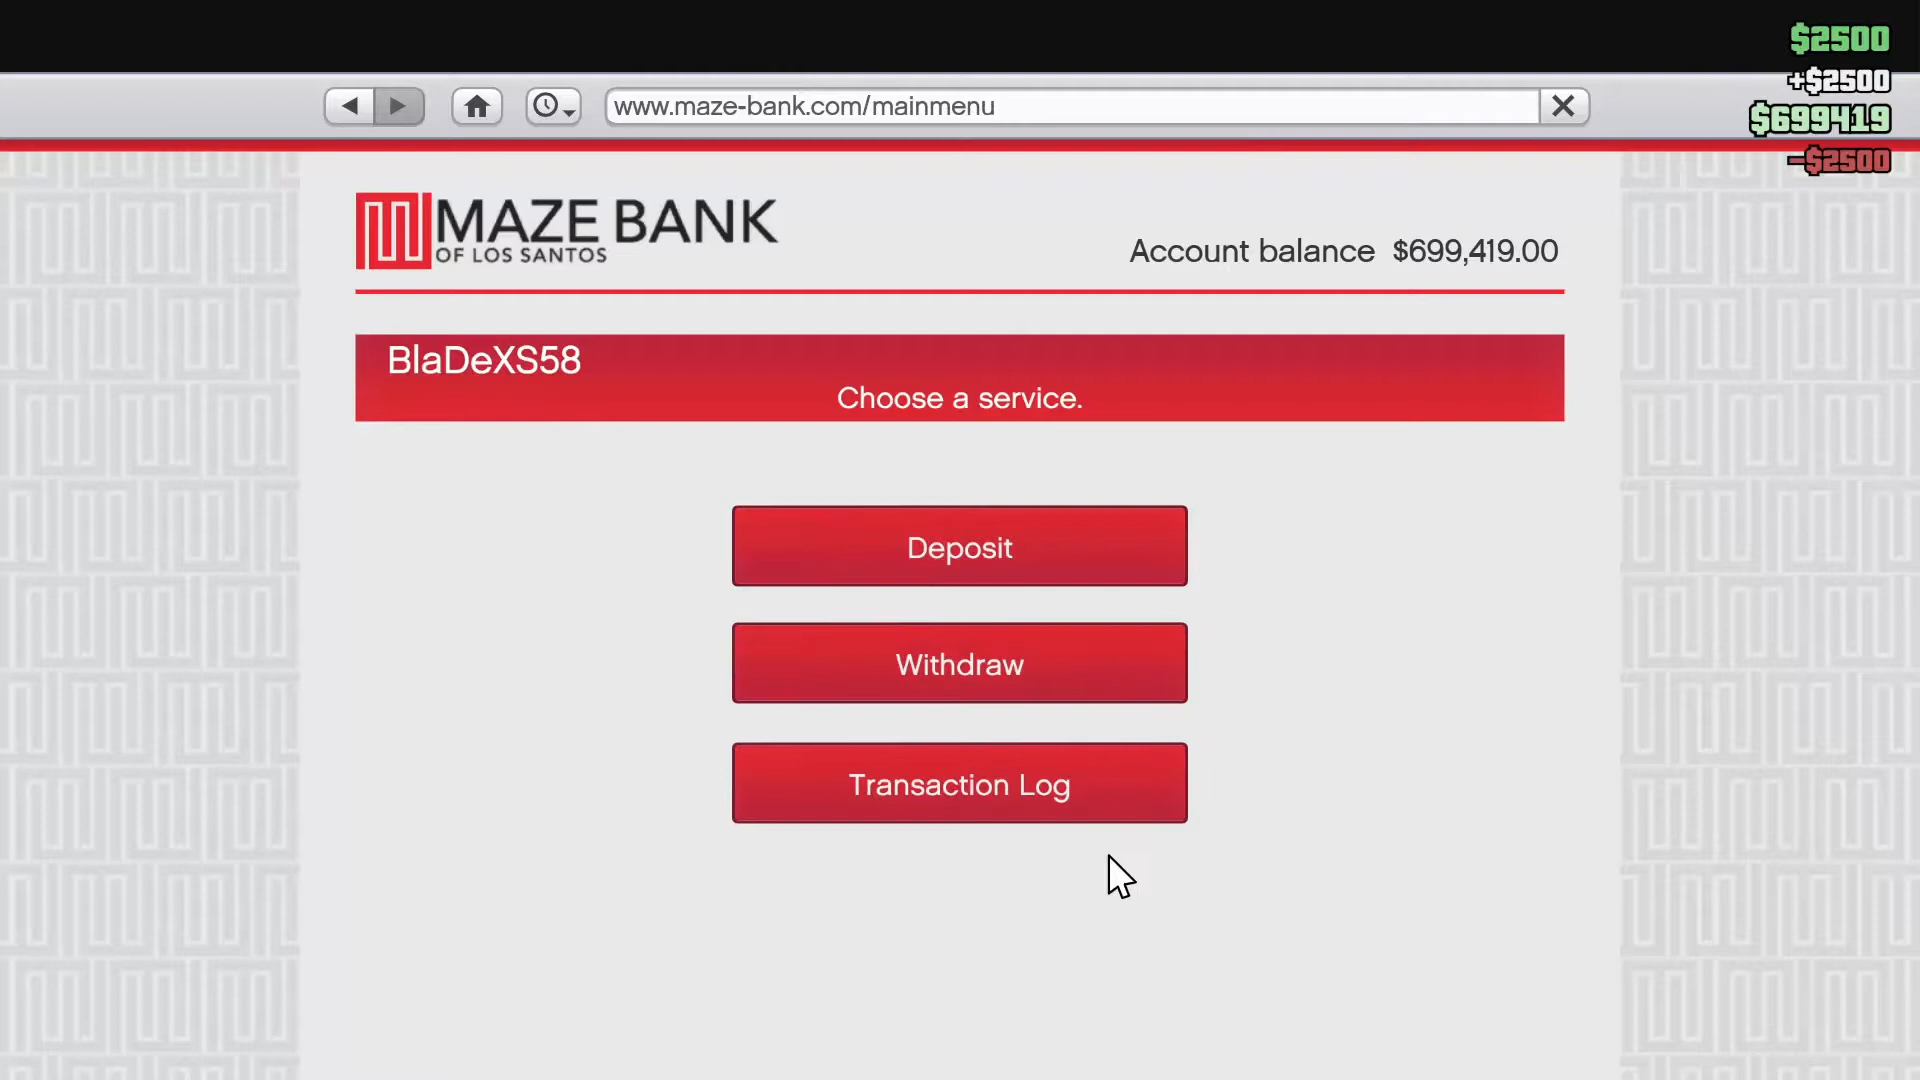 $2500
+$2500
www.maze-bank.com/mainmenu
$699419
-$2500
MAZE BANK
OF LOS SANTOS
Account balance $699,419.00
BlaDeXS58
Choose a service.
Deposit
Withdraw
Transaction Log